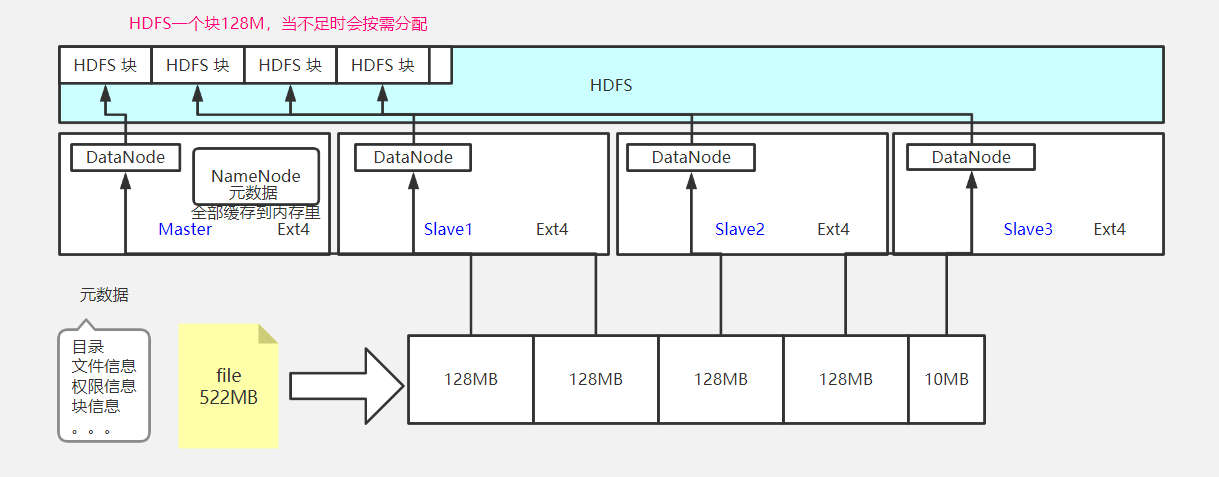 HDFS一个块128M，当不足时会按需分配
HDFS 块
HDFS 块
HDFS 块
HDFS 块
HDFS
DataNode
NameNode
元数据
全部缓存到内存里
Master
Ext4
DataNode
Slave1
Ext4
DataNode
Slave2
Ext4
DataNode
Slave3
Ext4
元数据
目录
文件信息
权限信息
块信息
。。。
file
522MB
128MB
128MB
128MB
128MB
10MB